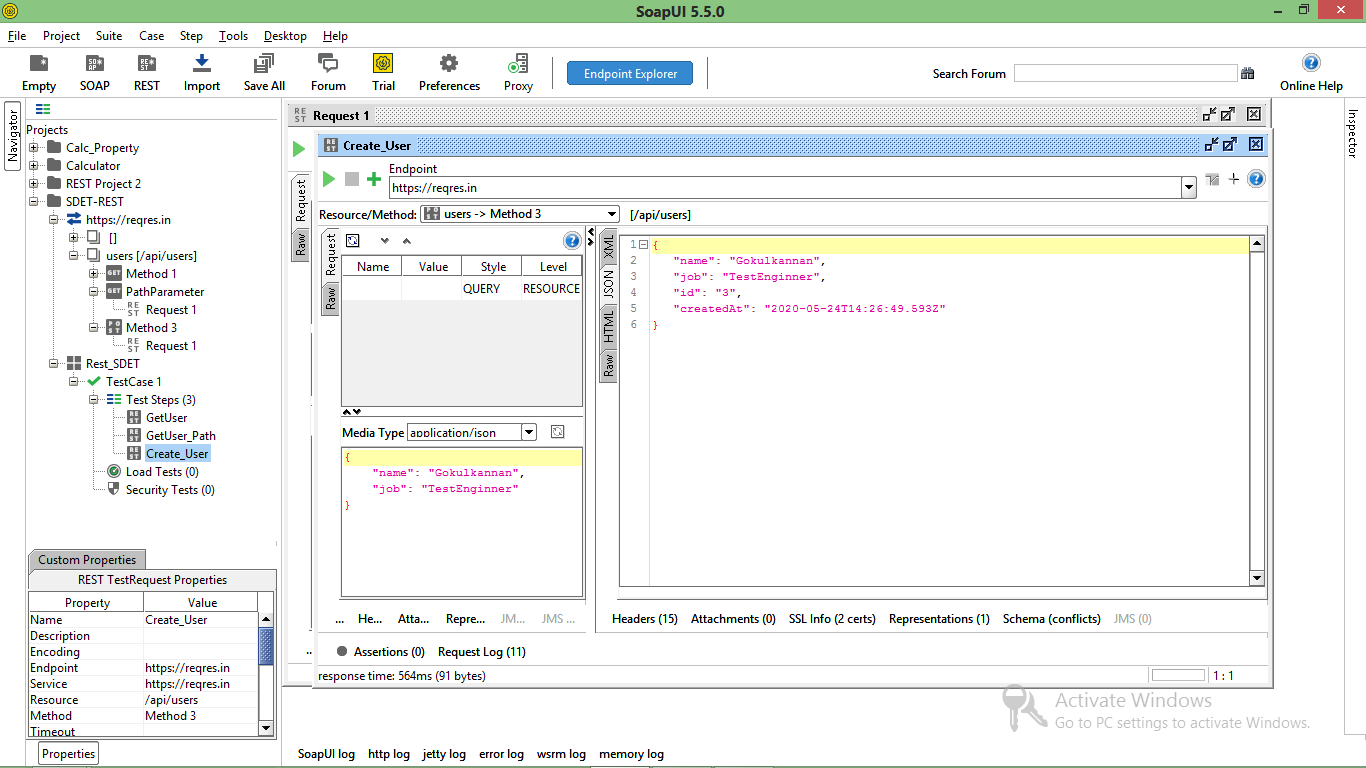 SoapUI 5.5.0
File Project Suite Case Step Tools Desktop Help
Empty SOAP REST Import Save All Forum Trial Preferences Proxy Endpoint Explorer Search Forum Online Help
Navigator
Projects
Calc_Property
Calculator
REST Project 2
SDET-REST
https://reqres.in
[]
users [/api/users]
Method 1
PathParameter
Request 1
Method 3
Request 1
Rest_SDET
TestCase 1
Test Steps (3)
GetUser
GetUser_Path
Create_User
Load Tests (0)
Security Tests (0)
Custom Properties
REST TestRequest Properties
Property Value
Name Create_User
Description
Encoding
Endpoint https://reqres.in
Service https://reqres.in
Resource /api/users
Method Method 3
Timeout
Properties
Request 1
Request
Raw
Create_User
Endpoint
https://reqres.in
Resource/Method: users -> Method 3 [/api/users]
Request
Raw
Name Value Style Level
QUERY RESOURCE
Media Type application/json
{
"name": "Gokulkannan",
"job": "TestEnginner"
}
... He... Atta... Repre... JM... JMS ...
XML
JSON
HTML
Raw
1 {
2 "name": "Gokulkannan",
3 "job": "TestEnginner",
4 "id": "3",
5 "createdAt": "2020-05-24T14:26:49.593Z"
6 }
Headers (15) Attachments (0) SSL Info (2 certs) Representations (1) Schema (conflicts) JMS (0)
Assertions (0) Request Log (11)
response time: 564ms (91 bytes) 1 : 1
Inspector
Activate Windows
Go to PC settings to activate Windows.
SoapUI log http log jetty log error log wsrm log memory log